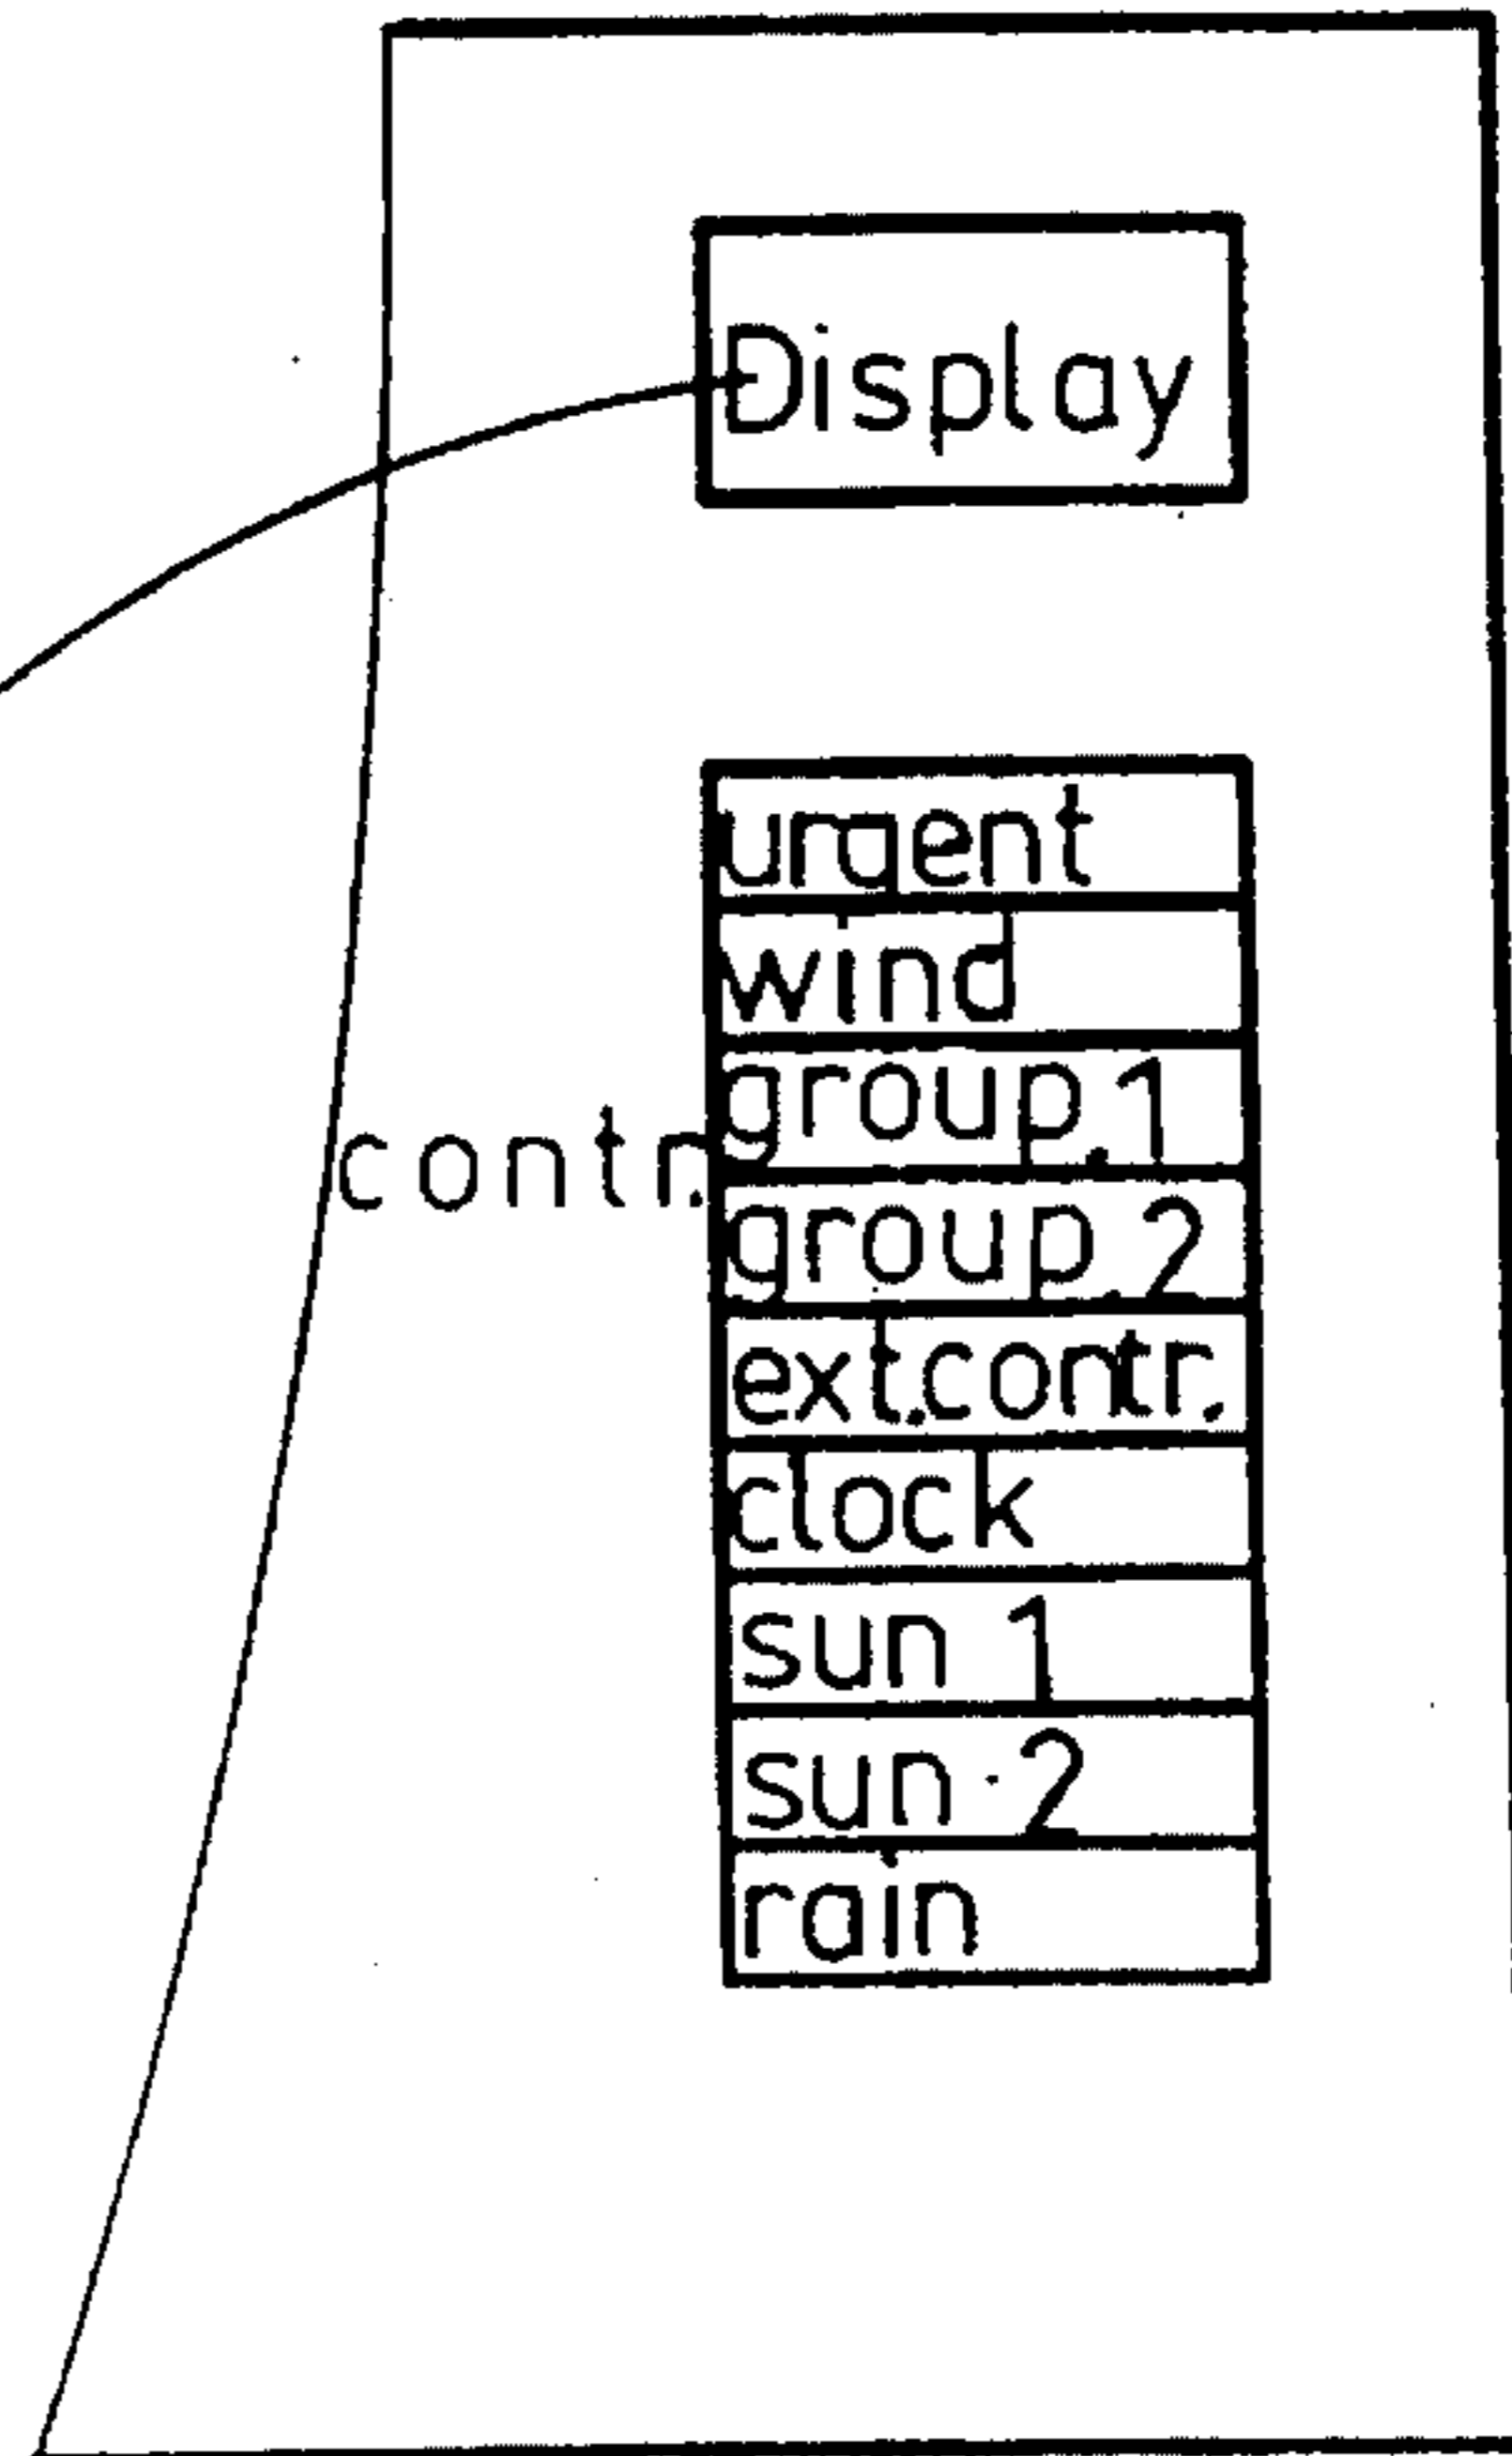 Display
urgent
wind
group.1
contr.
group.2
ext.contr.
clock
sun 1
sun 2
rain